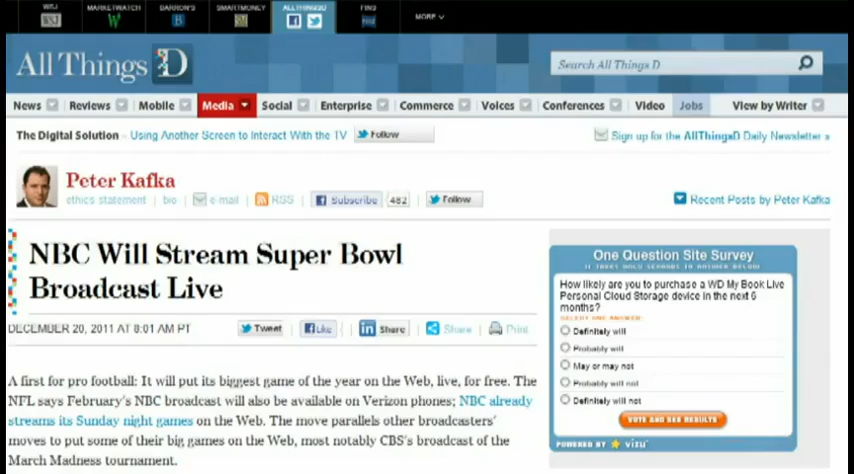 WSJ MARKETWATCH BARRON'S SMARTMONEY ALLTHINGSD FINS MORE
All Things D
Search All Things D
News Reviews Mobile Media Social Enterprise Commerce Voices Conferences Video Jobs View by Writer
The Digital Solution - Using Another Screen to Interact With the TV Follow
Sign up for the AllThingsD Daily Newsletter »
Peter Kafka
ethics statement | bio | e-mail | RSS | Subscribe 482 | Follow
Recent Posts by Peter Kafka
NBC Will Stream Super Bowl
Broadcast Live
DECEMBER 20, 2011 AT 8:01 AM PT
Tweet Like Share Share Print
A first for pro football: It will put its biggest game of the year on the Web, live, for free. The
NFL says February's NBC broadcast will also be available on Verizon phones; NBC already
streams its Sunday night games on the Web. The move parallels other broadcasters'
moves to put some of their big games on the Web, most notably CBS's broadcast of the
March Madness tournament.
One Question Site Survey
IT TAKES ONLY SECONDS TO ANSWER BELOW
How likely are you to purchase a WD My Book Live
Personal Cloud Storage device in the next 6
months?
SELECT ONE ANSWER:
Definitely will
Probably will
May or may not
Probably will not
Definitely will not
VOTE AND SEE RESULTS
POWERED BY vizu